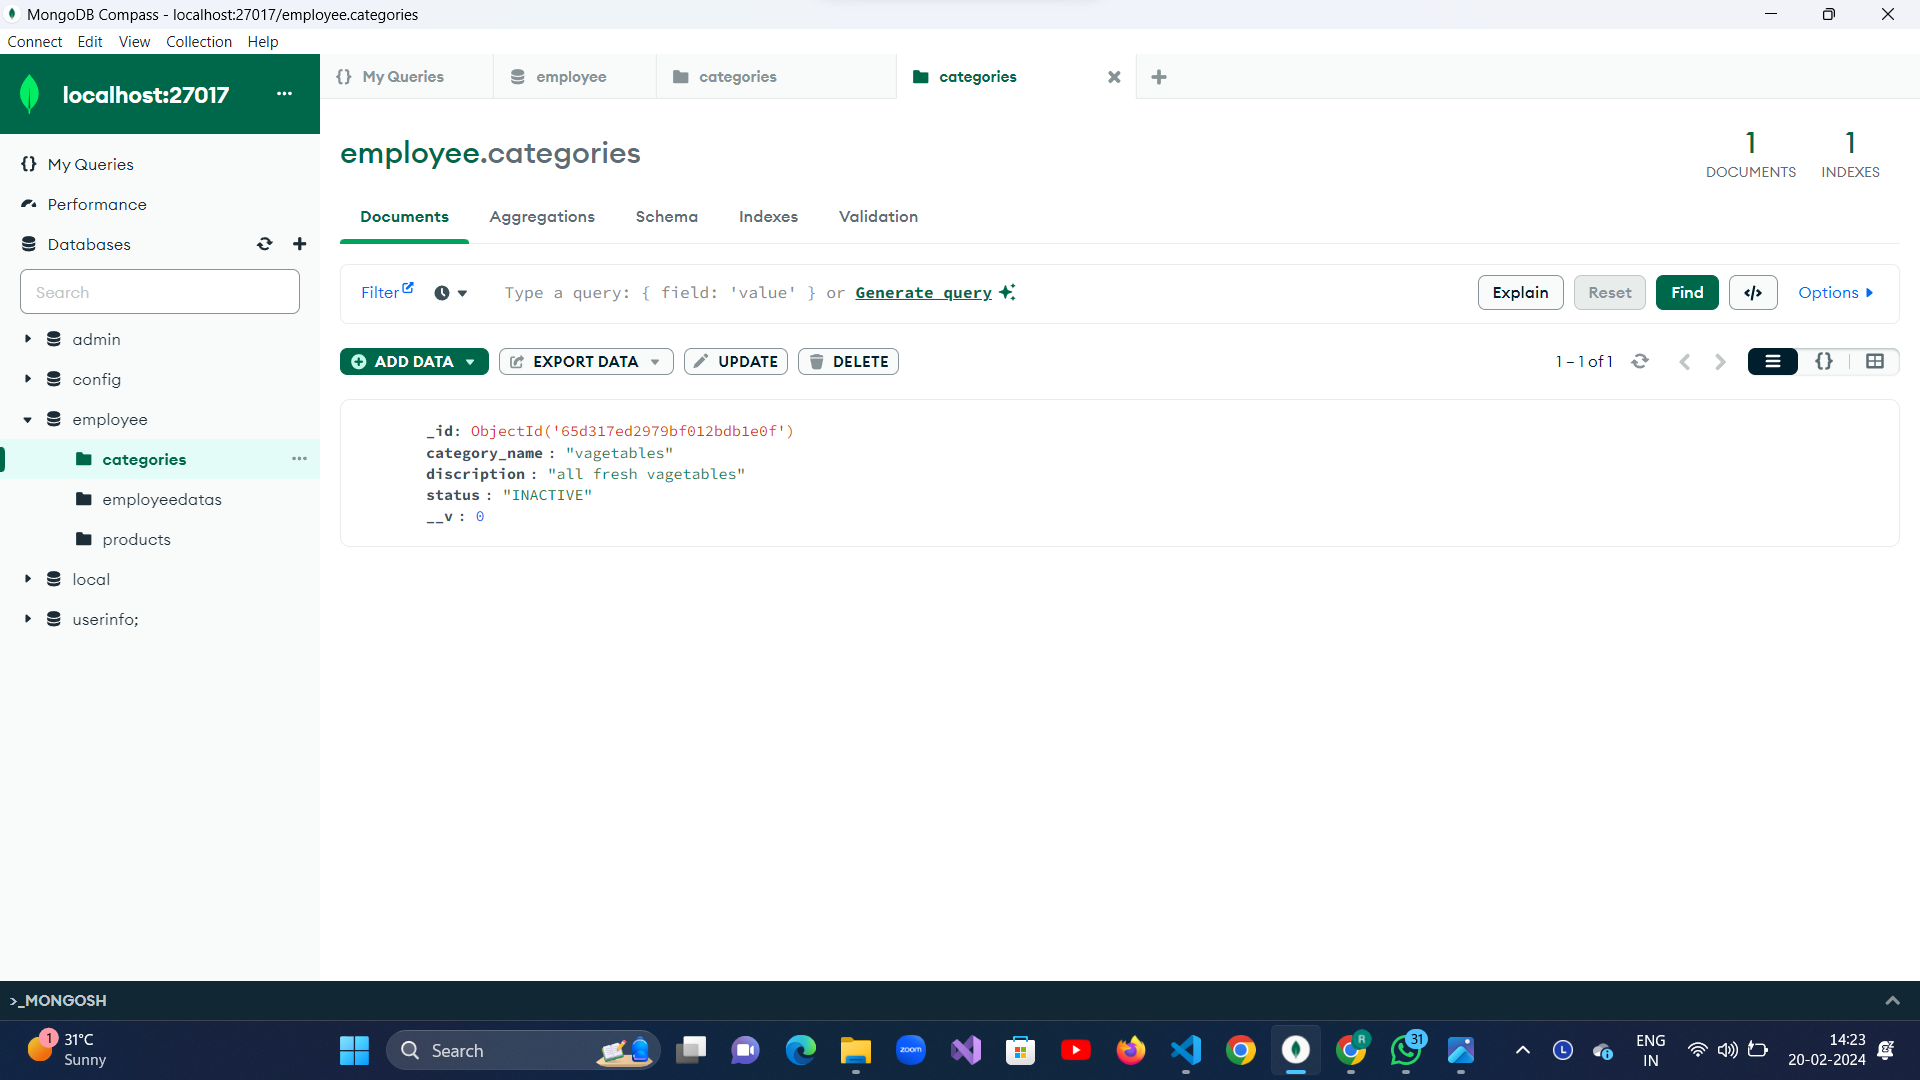 MongoDB Compass - localhost:27017/employee.categories
Connect Edit View Collection Help
localhost:27017 ...
{} My Queries
employee
categories
categories
My Queries
Performance
Databases
Search
admin
config
employee
categories
employeedatas
products
local
userinfo;
employee.categories
1 DOCUMENTS
1 INDEXES
Documents Aggregations Schema Indexes Validation
Filter Type a query: { field: 'value' } or Generate query
Explain Reset Find </> Options
ADD DATA EXPORT DATA UPDATE DELETE
1 – 1 of 1
_id: ObjectId('65d317ed2979bf012bdb1e0f')
category_name : "vagetables"
discription : "all fresh vagetables"
status : "INACTIVE"
__v : 0
>_MONGOSH
1 31°C
Sunny
Search
zoom
R
31
L
ENG
IN
14:23
20-02-2024